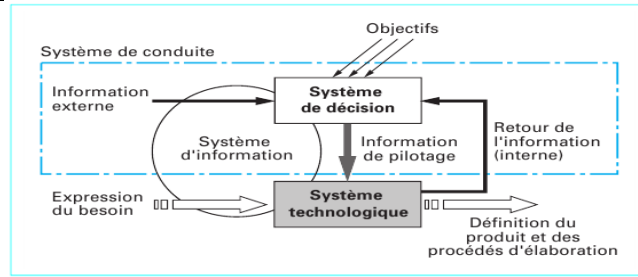 Objectifs
Système de conduite
Information
externe
Système
de décision
Système
d'information
Information
de pilotage
Retour de
l'information
(interne)
Expression
du besoin
Système
technologique
Définition du
produit et des
procédés d'élaboration